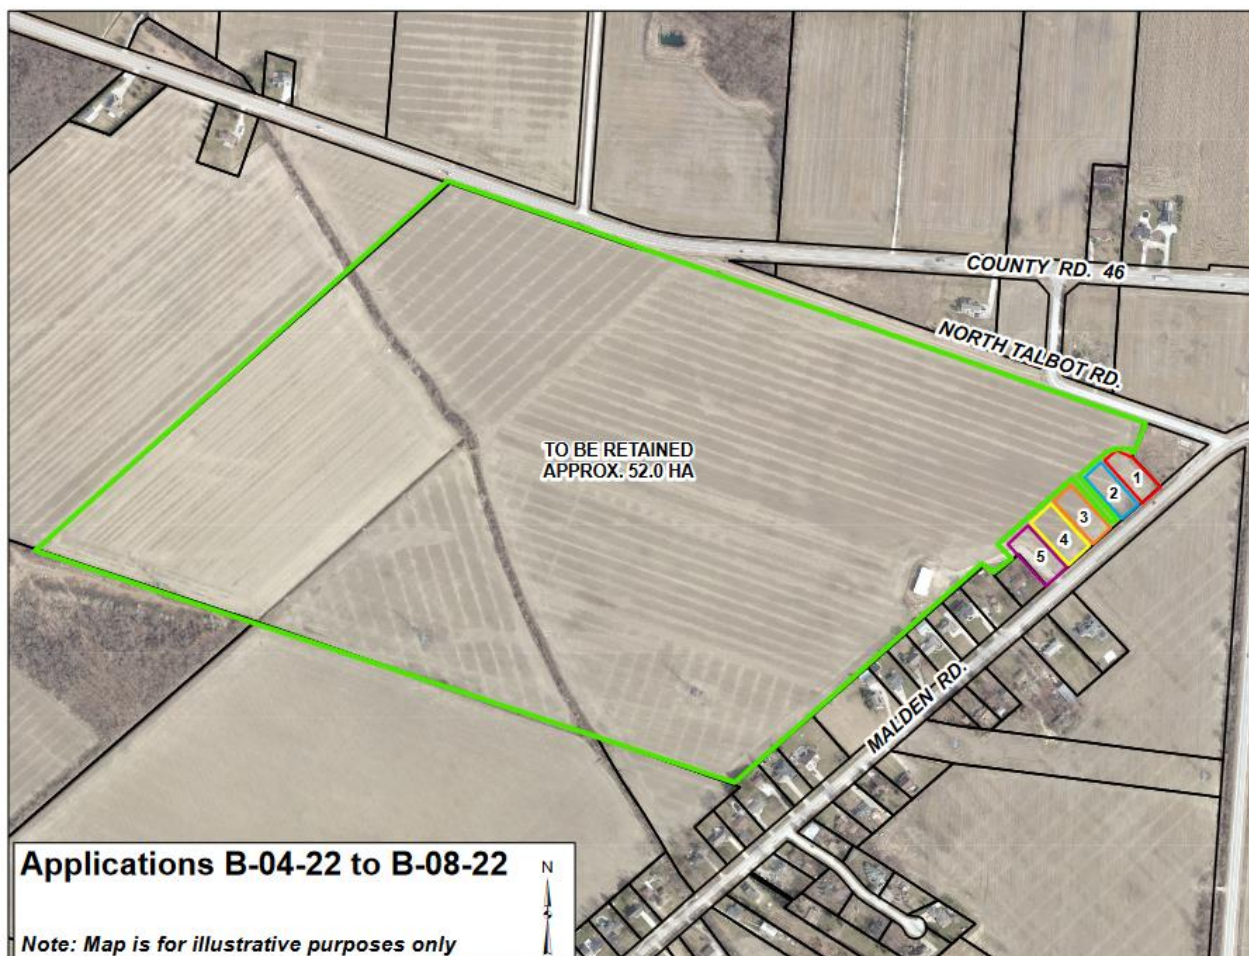 COUNTY RD. 46
NORTH TALBOT RD.
TO BE RETAINED
APPROX. 52.0 HA
1
2
3
4
5
MALDEN RD.
Applications B-04-22 to B-08-22
N
Note: Map is for illustrative purposes only